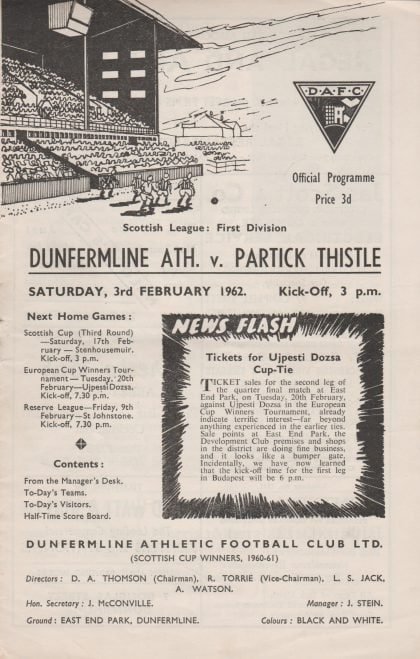 D.A.F.C
Official Programme
Price 3d
Scottish League: First Division
DUNFERMLINE ATH. v. PARTICK THISTLE
SATURDAY, 3rd FEBRUARY 1962. Kick-Off, 3 p.m.
Next Home Games :
Scottish Cup (Third Round)
—Saturday, 17th Feb-
ruary — Stenhousemuir.
Kick-off, 3 p.m.
European Cup Winners Tour-
nament — Tuesday, 20th
February—Ujpesti Dozsa.
Kick-off, 7.30 p.m.
Reserve League—Friday, 9th
February—St Johnstone.
Kick-off, 7.30 p.m.
Contents :
From the Manager's Desk.
To-Day's Teams.
To-Day's Visitors.
Half-Time Score Board.
NEWS FLASH
Tickets for Ujpesti Dozsa
Cup-Tie
TICKET sales for the second leg of
the quarter final match at East
End Park, on Tuesday, 20th February,
against Ujpesti Dozsa in the European
Cup Winners Tournament, already
indicate terrific interest—far beyond
anything experienced in the earlier ties.
Sale points at East End Park, the
Development Club premises and shops
in the district are doing fine business,
and it looks like a bumper gate.
Incidentally, we have now learned
that the kick-off time for the first leg
in Budapest will be 6 p.m.
DUNFERMLINE ATHLETIC FOOTBALL CLUB LTD.
(SCOTTISH CUP WINNERS, 1960-61)
Directors : D. A. THOMSON (Chairman), R. TORRIE (Vice-Chairman), L. S. JACK,
A. WATSON.
Hon. Secretary : J. McCONVILLE. Manager : J. STEIN.
Ground : EAST END PARK, DUNFERMLINE. Colours : BLACK AND WHITE.